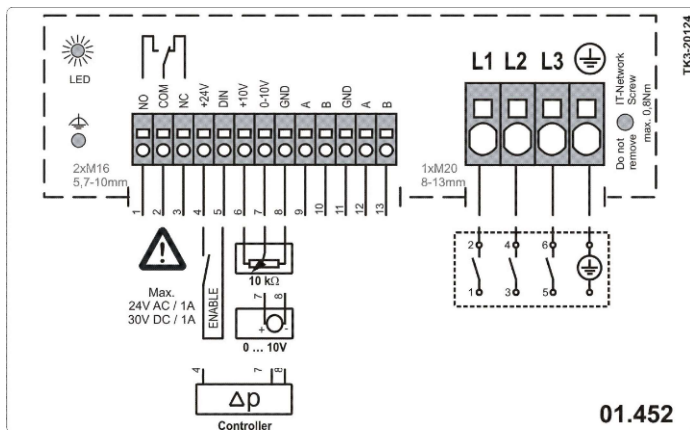 LED
2xM16
5,7-10mm
NO
COM
NC
+24V
DIN
+10V
0-10V
GND
A
B
GND
A
B
1
2
3
4
5
6
7
8
9
10
11
12
13
1xM20
8-13mm
L1 L2 L3
Do not
remove
IT-Network
Screw
max. 0,8Nm
TK3-20124
Max.
24V AC / 1A
30V DC / 1A
ENABLE
10 kΩ
7 8
+ -
0 ... 10V
4 7 8
Δp
Controller
2 4 6
1 3 5
01.452